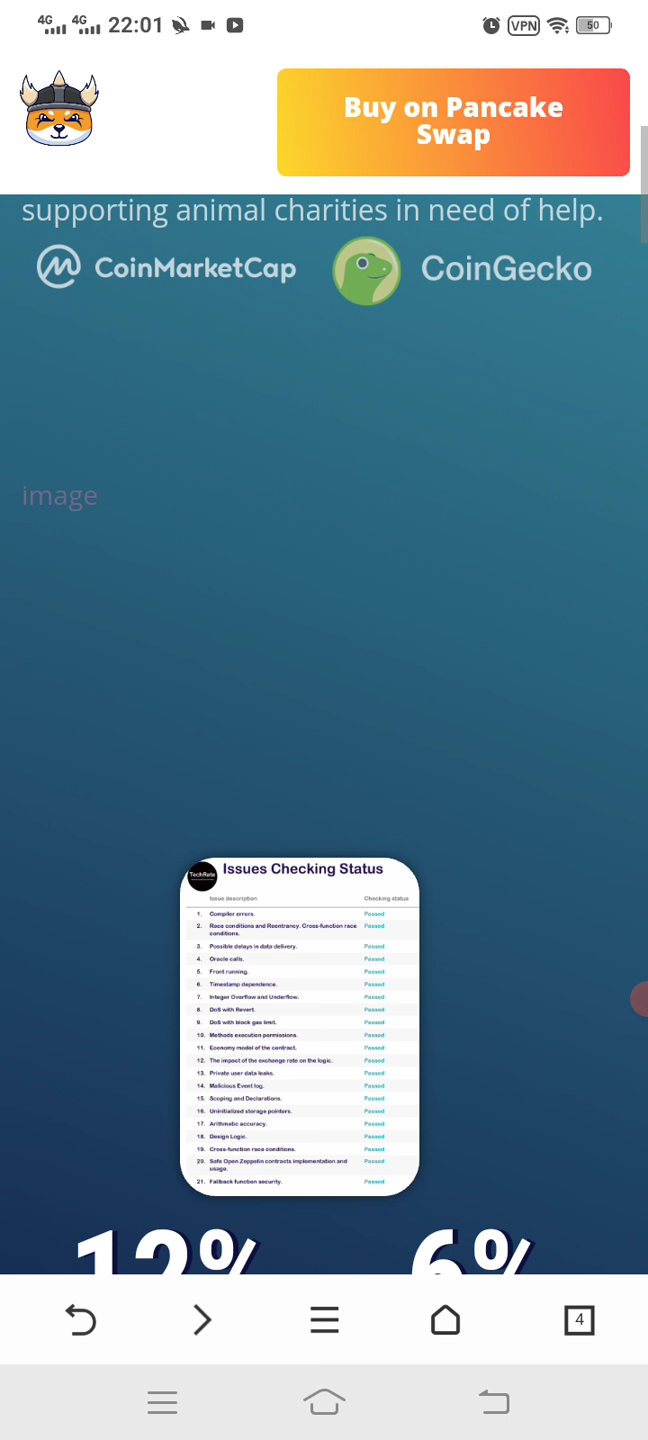 4G 4G 22:01 VPN 50
Buy on Pancake
Swap
supporting animal charities in need of help.
CoinMarketCap CoinGecko
image
TechRate Issues Checking Status
Issue description Checking status
1. Compiler errors. Passed
2. Race conditions and Reentrancy. Cross-function race Passed
conditions.
3. Possible delays in data delivery. Passed
4. Oracle calls. Passed
5. Front running. Passed
6. Timestamp dependence. Passed
7. Integer Overflow and Underflow. Passed
8. DoS with Revert. Passed
9. DoS with block gas limit. Passed
10. Methods execution permissions. Passed
11. Economy model of the contract. Passed
12. The impact of the exchange rate on the logic. Passed
13. Private user data leaks. Passed
14. Malicious Event log. Passed
15. Scoping and Declarations. Passed
16. Uninitialized storage pointers. Passed
17. Arithmetic accuracy. Passed
18. Design Logic. Passed
19. Cross-function race conditions. Passed
20. Safe Open Zeppelin contracts implementation and Passed
usage.
21. Fallback function security. Passed
12% 6%
4